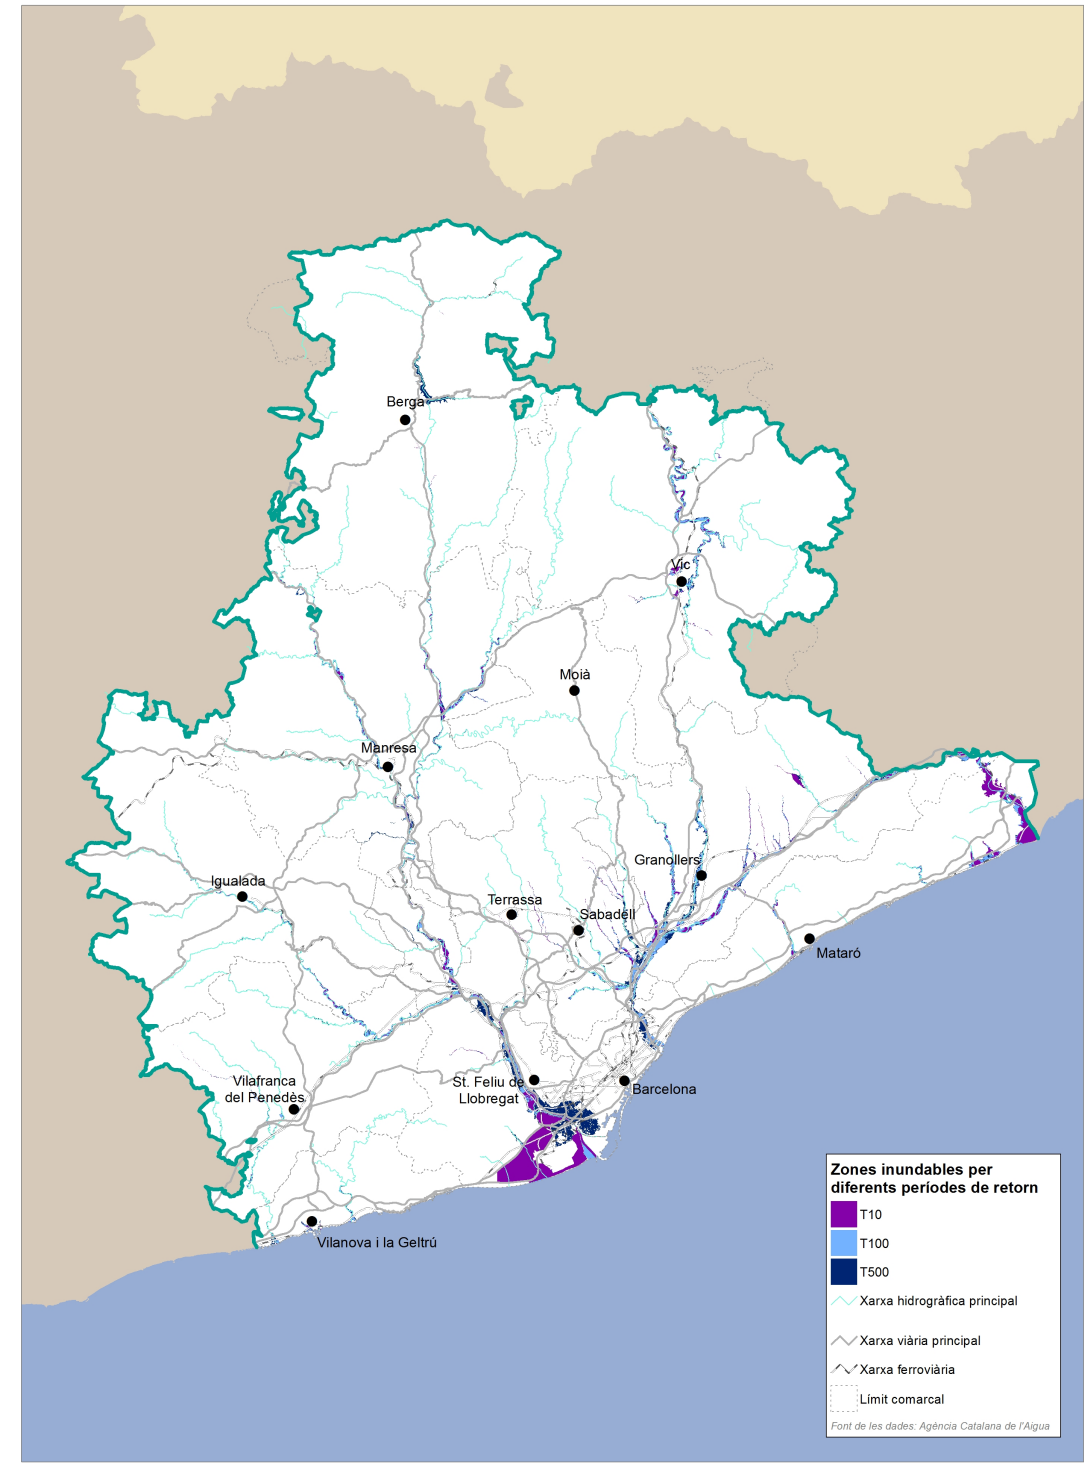 Berga
Vic
Moià
Manresa
Granollers
Igualada
Terrassa
Sabadell
Mataró
St. Feliu de
Llobregat
Barcelona
Vilafranca
del Penedès
Vilanova i la Geltrú
Zones inundables per
diferents períodes de retorn
T10
T100
T500
Xarxa hidrogràfica principal
Xarxa viària principal
Xarxa ferroviària
Límit comarcal
Font de les dades: Agència Catalana de l'Aigua